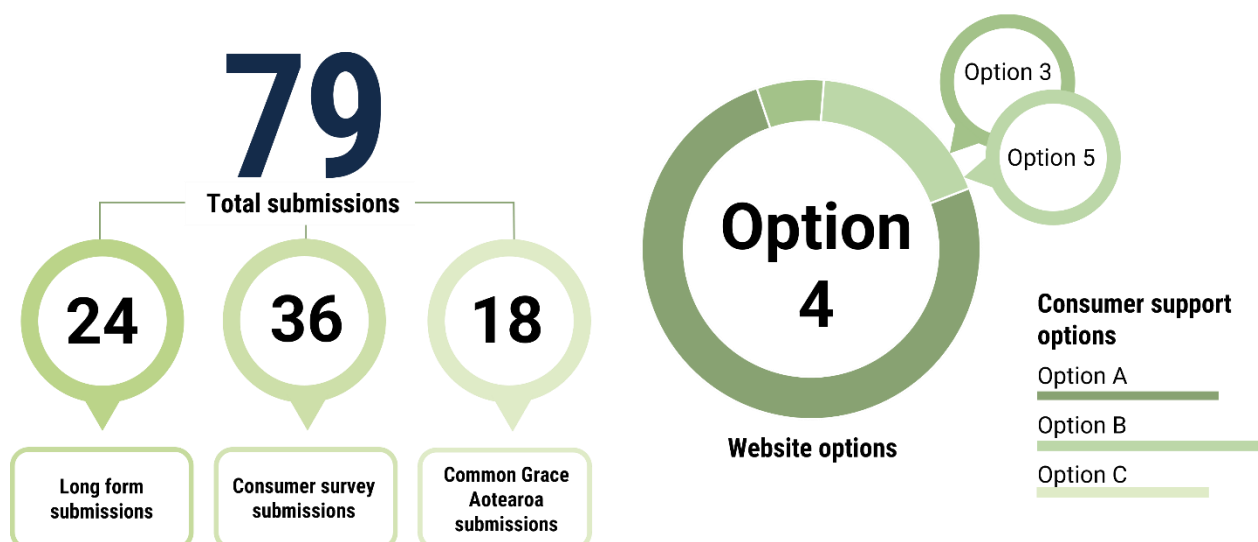 79
Total submissions
24
36
18
Long form
submissions
Consumer survey
submissions
Common Grace
Aotearoa
submissions
Option
4
Website options
Option 3
Option 5
Consumer support
options
Option A
Option B
Option C